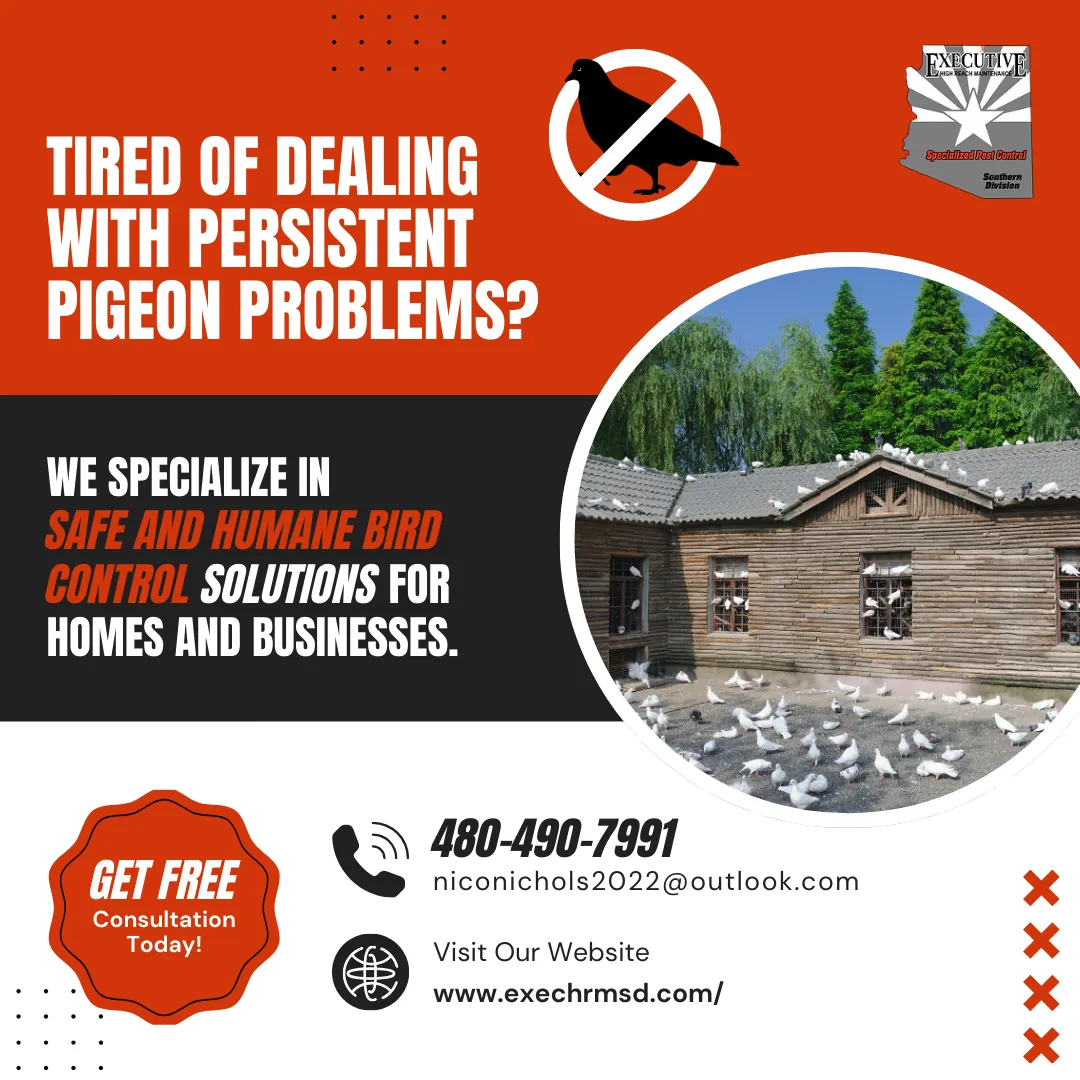 EXECUTIVE
HIGH REACH MAINTENANCE
Specialized Pest Control
Southern
Division
TIRED OF DEALING
WITH PERSISTENT
PIGEON PROBLEMS?
WE SPECIALIZE IN
SAFE AND HUMANE BIRD
CONTROL SOLUTIONS FOR
HOMES AND BUSINESSES.
GET FREE
Consultation
Today!
480-490-7991
niconichols2022@outlook.com
Visit Our Website
www.exechrmsd.com/